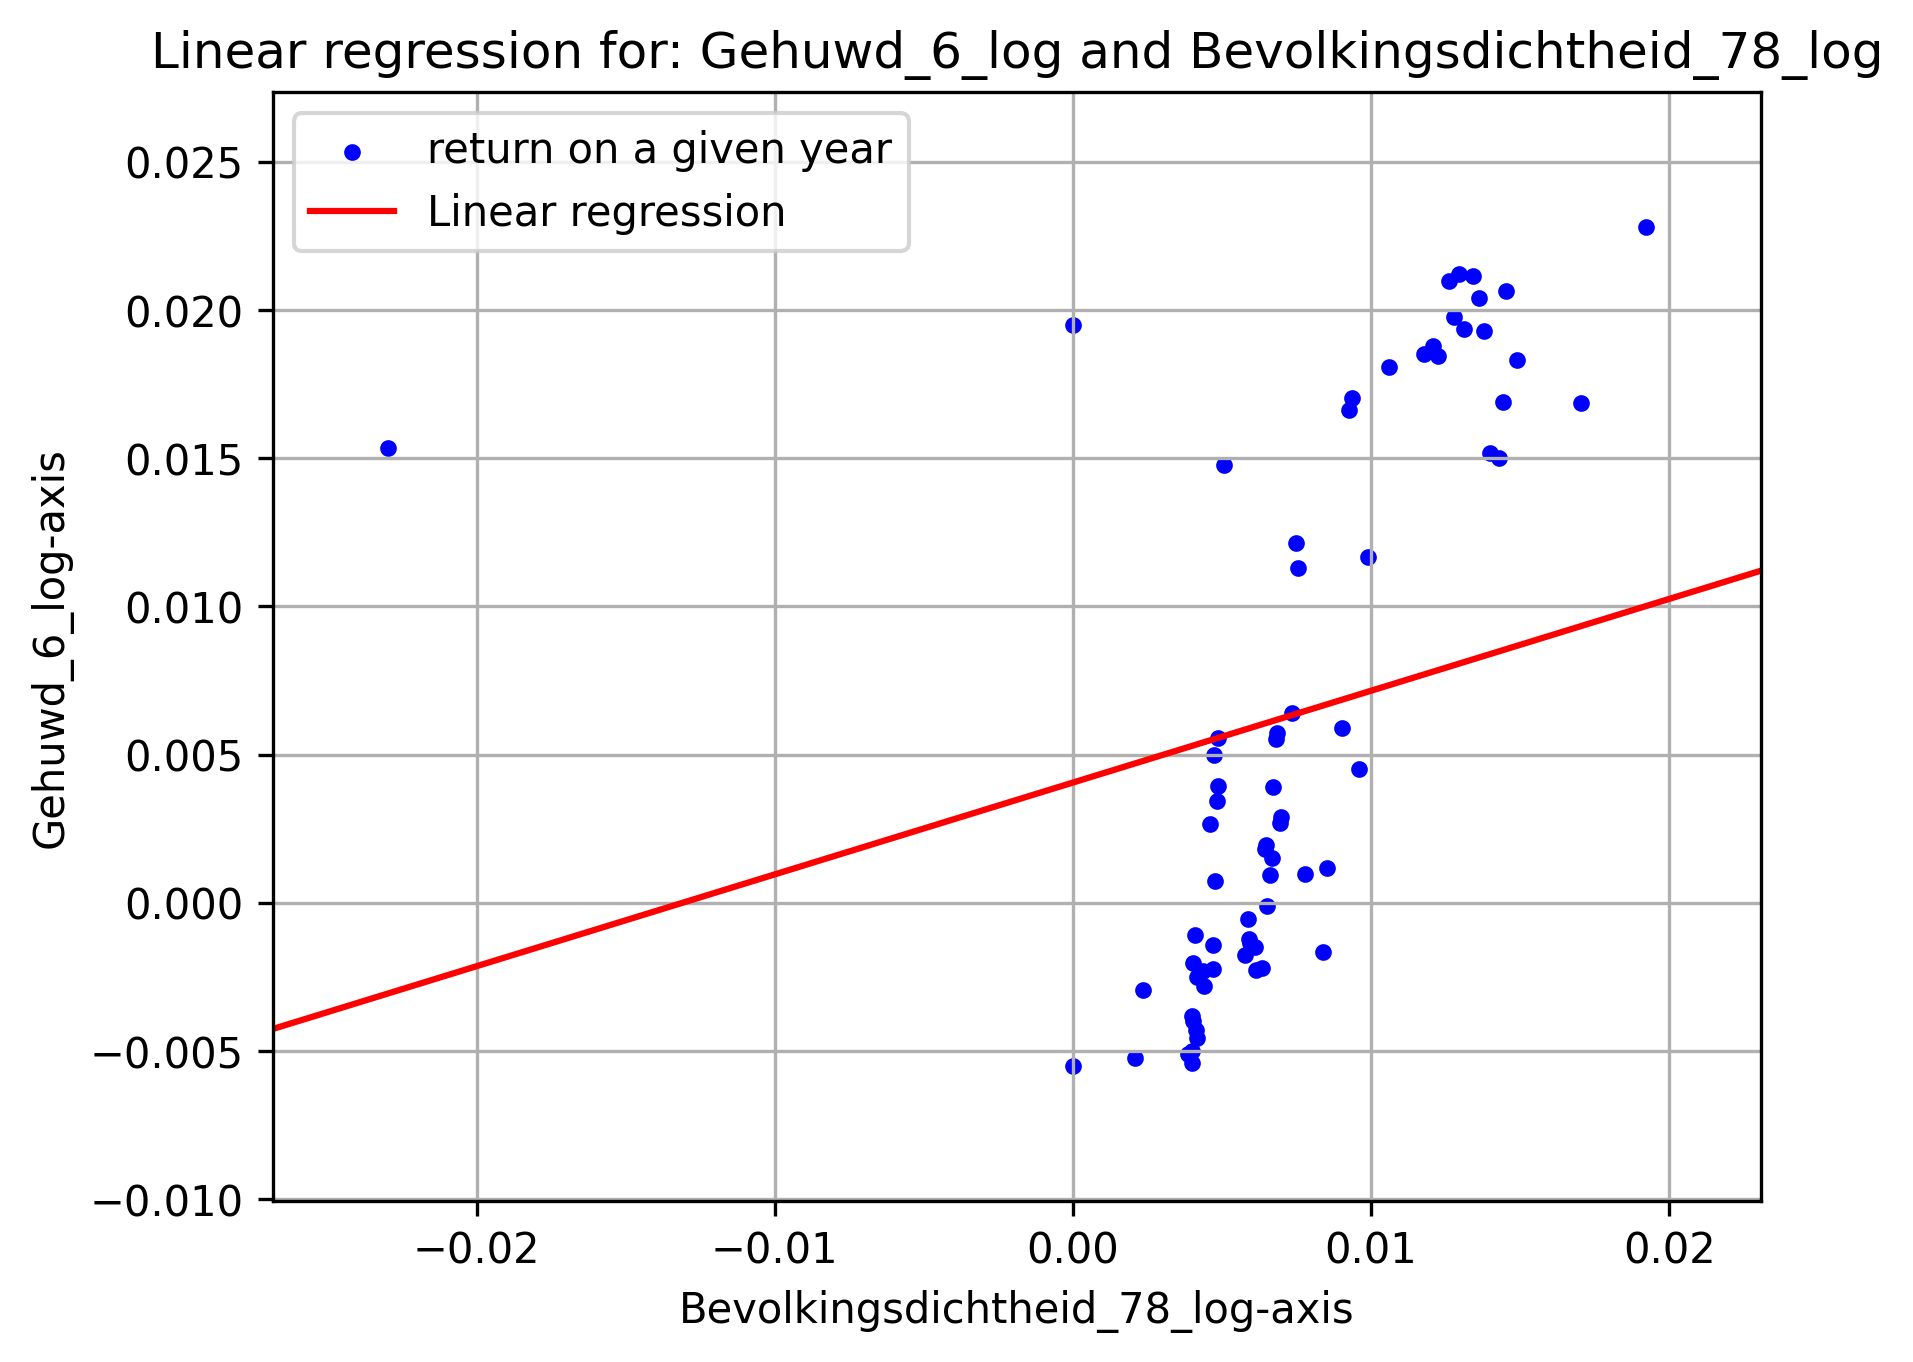 Linear regression for: Gehuwd_6_log and Bevolkingsdichtheid_78_log
return on a given year
Linear regression
0.025
0.020
0.015
0.010
0.005
0.000
−0.005
−0.010
Gehuwd_6_log-axis
−0.02
−0.01
0.00
0.01
0.02
Bevolkingsdichtheid_78_log-axis